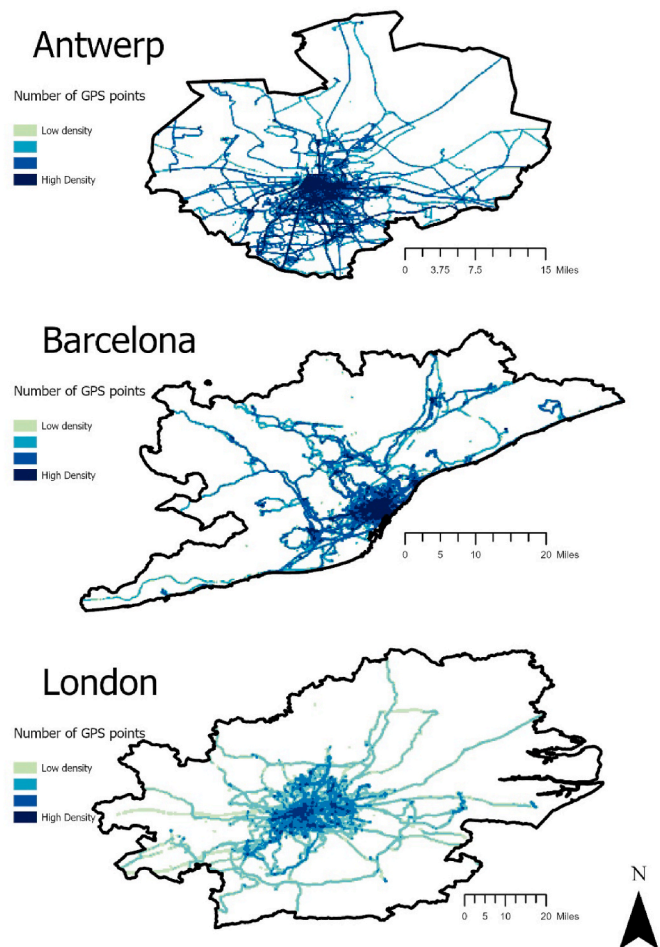 Antwerp
Number of GPS points
Low density
High Density
0 3.75 7.5 15 Miles
Barcelona
Number of GPS points
Low density
High Density
0 5 10 20 Miles
London
Number of GPS points
Low density
High Density
0 5 10 20 Miles
N